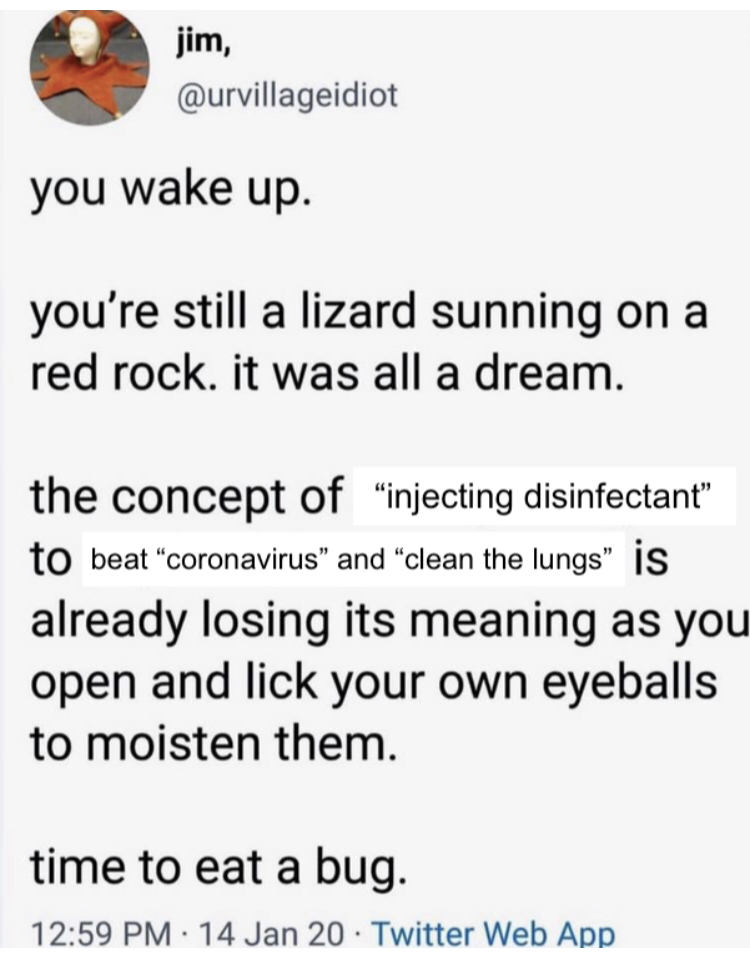 jim,
@urvillageidiot
you wake up.
you're still a lizard sunning on a
red rock. it was all a dream.
the concept of “injecting disinfectant”
to beat “coronavirus” and “clean the lungs” is
already losing its meaning as you
open and lick your own eyeballs
to moisten them.
time to eat a bug.
12:59 PM · 14 Jan 20 · Twitter Web App